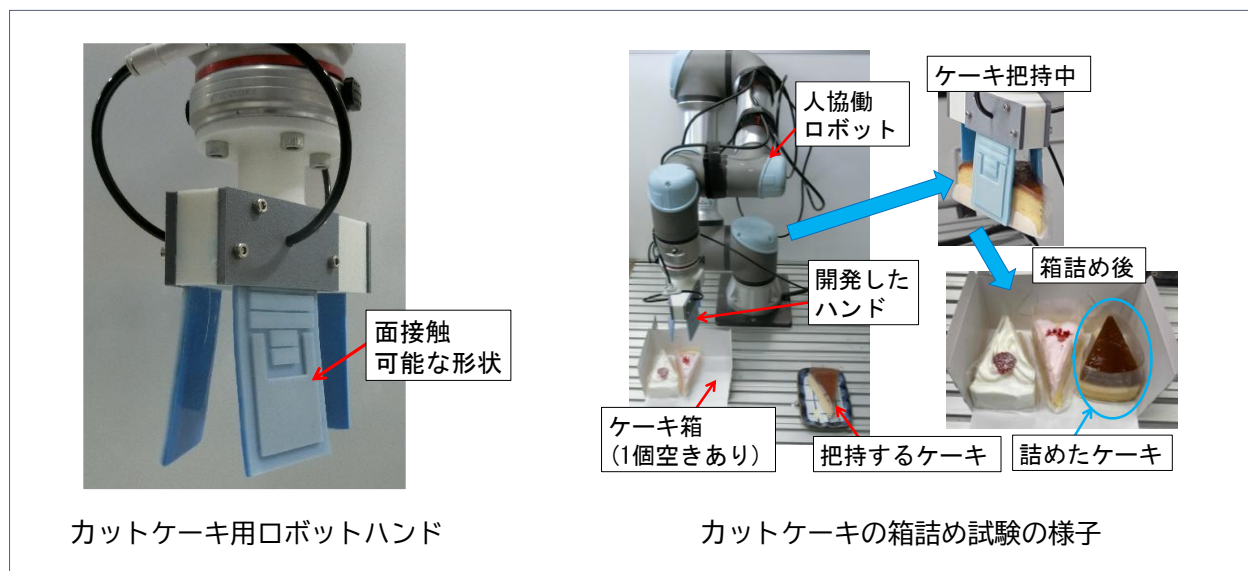 面接触
可能な形状
カットケーキ用ロボットハンド
人協働
ロボット
ケーキ把持中
開発した
ハンド
箱詰め後
ケーキ箱
(1個空きあり)
把持するケーキ
詰めたケーキ
カットケーキの箱詰め試験の様子